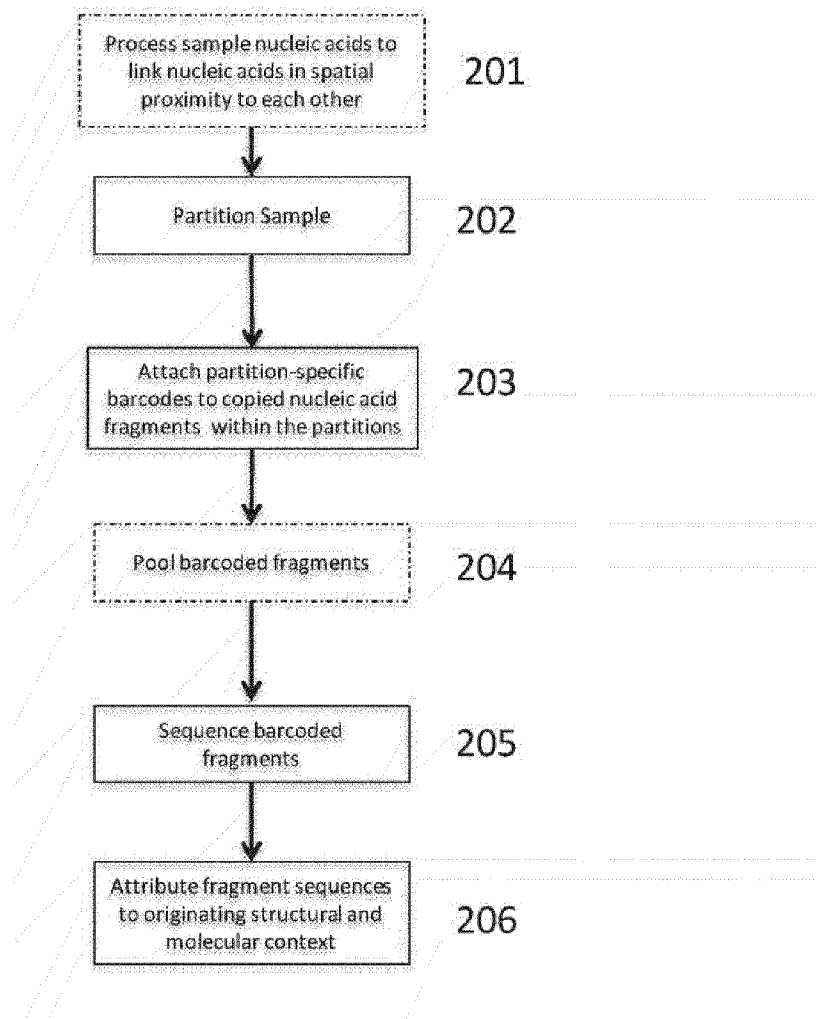 Process sample nucleic acids to
link nucleic acids in spatial
proximity to each other
201
Partition Sample
202
Attach partition-specific
barcodes to copied nucleic acid
fragments within the partitions
203
Pool barcoded fragments
204
Sequence barcoded
fragments
205
Attribute fragment sequences
to originating structural and
molecular context
206